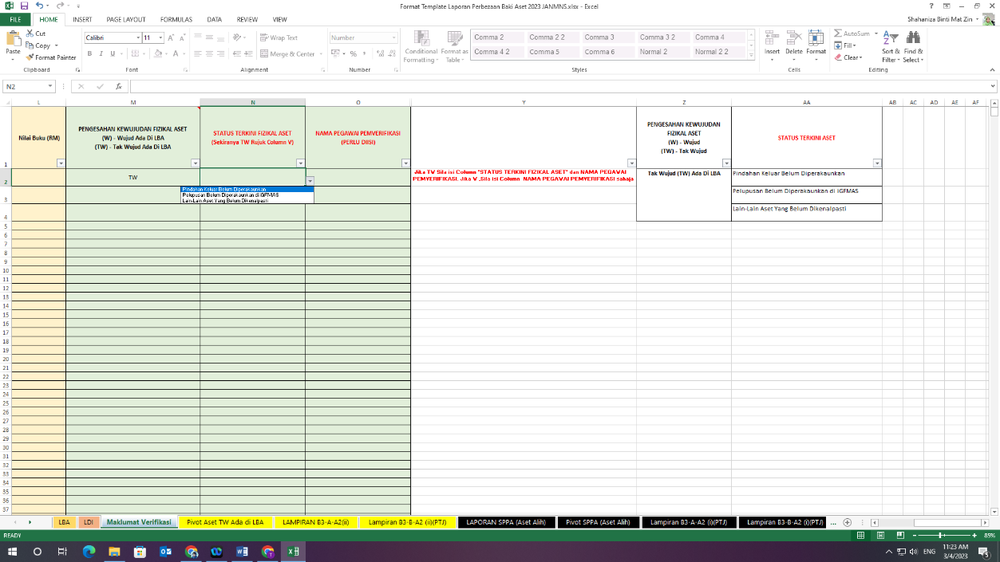 Format Template Laporan Perbezaan Baki Aset 2023 JANMNS.xlsx - Excel
FILE HOME INSERT PAGE LAYOUT FORMULAS DATA REVIEW VIEW
Shahaniza Binti Mat Zin
Paste
Cut
Copy
Format Painter
Clipboard
Calibri 11
B I U
Font
Wrap Text
Merge & Center
Alignment
Number
%
Number
Conditional Formatting
Format as Table
Comma 2 Comma 2 2 Comma 3 Comma 3 2 Comma 4
Comma 4 2 Comma 5 Comma 6 Normal 2 Normal 2 2
Styles
Insert Delete Format
Cells
AutoSum
Fill
Clear
Sort & Filter
Find & Select
Editing
N2
fx
L M N O Y Z AA AB AC AD AE AF
1
Nilai Buku (RM)
PENGESAHAN KEWUJUDAN FIZIKAL ASET
(W) - Wujud Ada Di LBA
(TW) - Tak Wujud Ada Di LBA
STATUS TERKINI FIZIKAL ASET
(Sekiranya TW Rujuk Column V)
NAMA PEGAWAI PEMVERIFIKASI
(PERLU DIISI)
PENGESAHAN KEWUJUDAN
FIZIKAL ASET
(W) - Wujud
(TW) - Tak Wujud
STATUS TERKINI ASET
2
TW
Jika TW Sila isi Column "STATUS TERKINI FIZIKAL ASET" dan NAMA PEGAWAI
PEMVERIFIKASI. Jika W ,Sila Isi Column NAMA PEGAWAI PEMVERIFIKASI sahaja
Tak Wujud (TW) Ada Di LBA
Pindahan Keluar Belum Diperakaunkan
Pindahan Keluar Belum Diperakaunkan
Pelupusan Belum Diperakaunkan di iGFMAS
Lain-Lain Aset Yang Belum Dikenalpasti
3
Pelupusan Belum Diperakaunkan di IGFMAS
4
Lain-Lain Aset Yang Belum Dikenalpasti
5
6
7
8
9
10
11
12
13
14
15
16
17
18
19
20
21
22
23
24
25
26
27
28
29
30
31
32
33
34
35
36
37
LBA LDI Maklumat Verifikasi Pivot Aset TW Ada di LBA LAMPIRAN B3-A-A2(ii) Lampiran B3-B-A2 (ii)(PTJ) LAPORAN SPPA (Aset Alih) Pivot SPPA (Aset Alih) Lampiran B3-A-A2 (i)(PTJ) Lampiran B3-B-A2 (i)(PTJ) ...
READY
85%
ENG
11:23 AM
3/4/2023
5